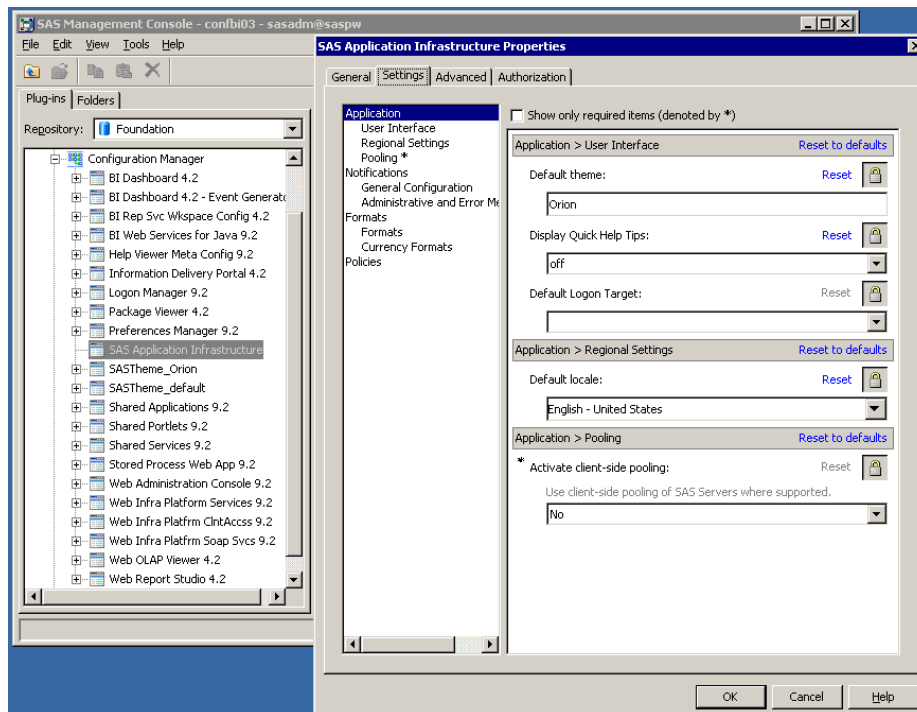 SAS Management Console - confbi03 - sasadm@saspw
File Edit View Tools Help
Plug-ins Folders
Repository: Foundation
Configuration Manager
BI Dashboard 4.2
BI Dashboard 4.2 - Event Generato
BI Rep Svc Wkspace Config 4.2
BI Web Services for Java 9.2
Help Viewer Meta Config 9.2
Information Delivery Portal 4.2
Logon Manager 9.2
Package Viewer 4.2
Preferences Manager 9.2
SAS Application Infrastructure
SASTheme_Orion
SASTheme_default
Shared Applications 9.2
Shared Portlets 9.2
Shared Services 9.2
Stored Process Web App 9.2
Web Administration Console 9.2
Web Infra Platform Services 9.2
Web Infra Platfrm ClntAccss 9.2
Web Infra Platfrm Soap Svcs 9.2
Web OLAP Viewer 4.2
Web Report Studio 4.2
SAS Application Infrastructure Properties
General Settings Advanced Authorization
Application
User Interface
Regional Settings
Pooling *
Notifications
General Configuration
Administrative and Error Me
Formats
Formats
Currency Formats
Policies
Show only required items (denoted by *)
Application > User Interface Reset to defaults
Default theme: Reset
Orion
Display Quick Help Tips: Reset
off
Default Logon Target: Reset
Application > Regional Settings Reset to defaults
Default locale: Reset
English - United States
Application > Pooling Reset to defaults
* Activate client-side pooling: Reset
Use client-side pooling of SAS Servers where supported.
No
OK Cancel Help